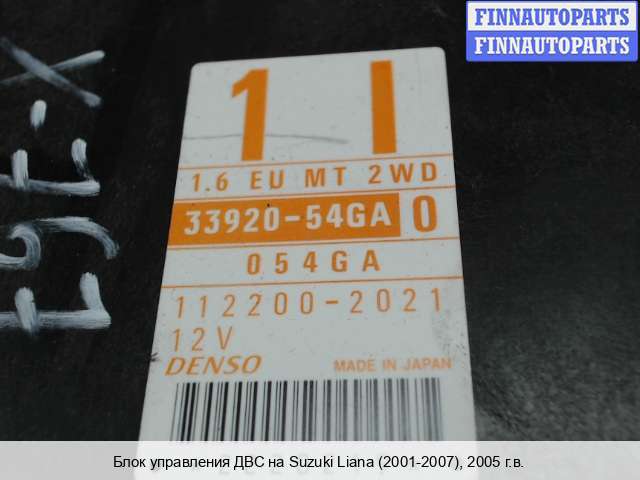 FINNAUTOPARTS
FINNAUTOPARTS
1 I
1.6 EU MT 2WD
33920-54GA 0
054GA
112200-2021
12V
DENSO MADE IN JAPAN
Блок управления ДВС на Suzuki Liana (2001-2007), 2005 г.в.